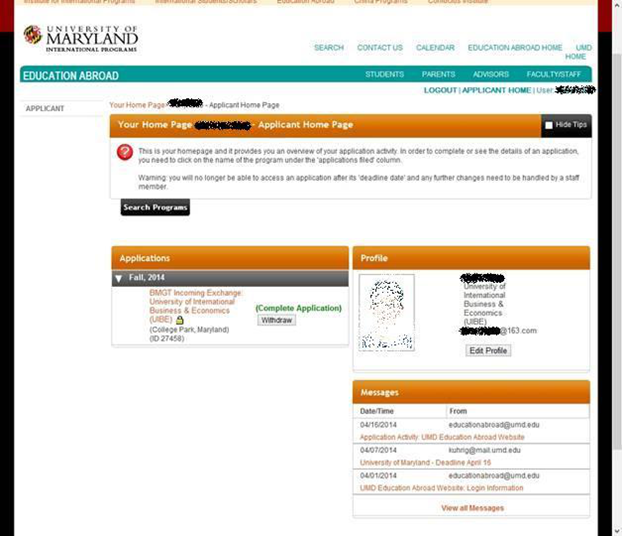 Institute for International Programs International Students/Scholars Education Abroad China Programs Confucius Institute
UNIVERSITY OF
MARYLAND
INTERNATIONAL PROGRAMS
SEARCH CONTACT US CALENDAR EDUCATION ABROAD HOME UMD
HOME
EDUCATION ABROAD
STUDENTS PARENTS ADVISORS FACULTY/STAFF
LOGOUT | APPLICANT HOME | User:
APPLICANT
Your Home Page - Applicant Home Page
Your Home Page - Applicant Home Page
Hide Tips
This is your homepage and it provides you an overview of your application activity. In order to complete or see the details of an application,
you need to click on the name of the program under the 'applications filed' column.
Warning: you will no longer be able to access an application after its 'deadline date' and any further changes need to be handled by a staff
member.
Search Programs
Applications
Fall, 2014
BMGT Incoming Exchange:
University of International
Business & Economics
(UIBE)
(College Park, Maryland)
(ID 27458)
(Complete Application)
Withdraw
Profile
University of
International
Business &
Economics
(UIBE)
@163.com
Edit Profile
Messages
Date/Time From
04/16/2014 educationabroad@umd.edu
Application Activity: UMD Education Abroad Website
04/07/2014 kuhrig@mail.umd.edu
University of Maryland - Deadline April 16
04/01/2014 educationabroad@umd.edu
UMD Education Abroad Website: Login Information
View all Messages